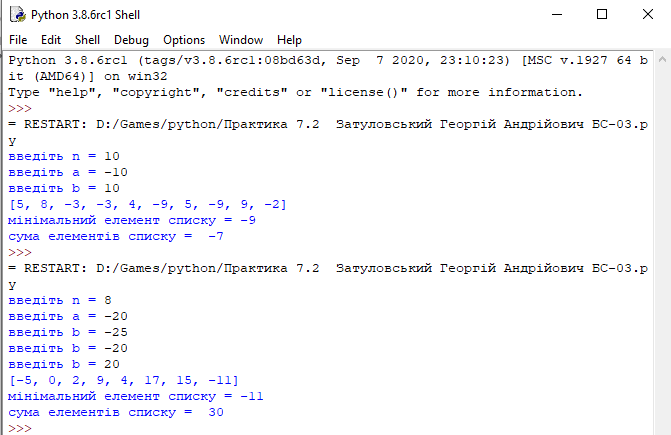 Python 3.8.6rc1 Shell
File Edit Shell Debug Options Window Help
Python 3.8.6rc1 (tags/v3.8.6rc1:08bd63d, Sep  7 2020, 23:10:23) [MSC v.1927 64 b
it (AMD64)] on win32
Type "help", "copyright", "credits" or "license()" for more information.
>>>
= RESTART: D:/Games/python/Практика 7.2  Затуловський Георгій Андрійович БС-03.р
у
введіть n = 10
введіть a = -10
введіть b = 10
[5, 8, -3, -3, 4, -9, 5, -9, 9, -2]
мінімальний елемент списку = -9
сума елементів списку =  -7
>>>
= RESTART: D:/Games/python/Практика 7.2  Затуловський Георгій Андрійович БС-03.р
у
введіть n = 8
введіть a = -20
введіть b = -25
введіть b = -20
введіть b = 20
[-5, 0, 2, 9, 4, 17, 15, -11]
мінімальний елемент списку = -11
сума елементів списку =  30
>>>